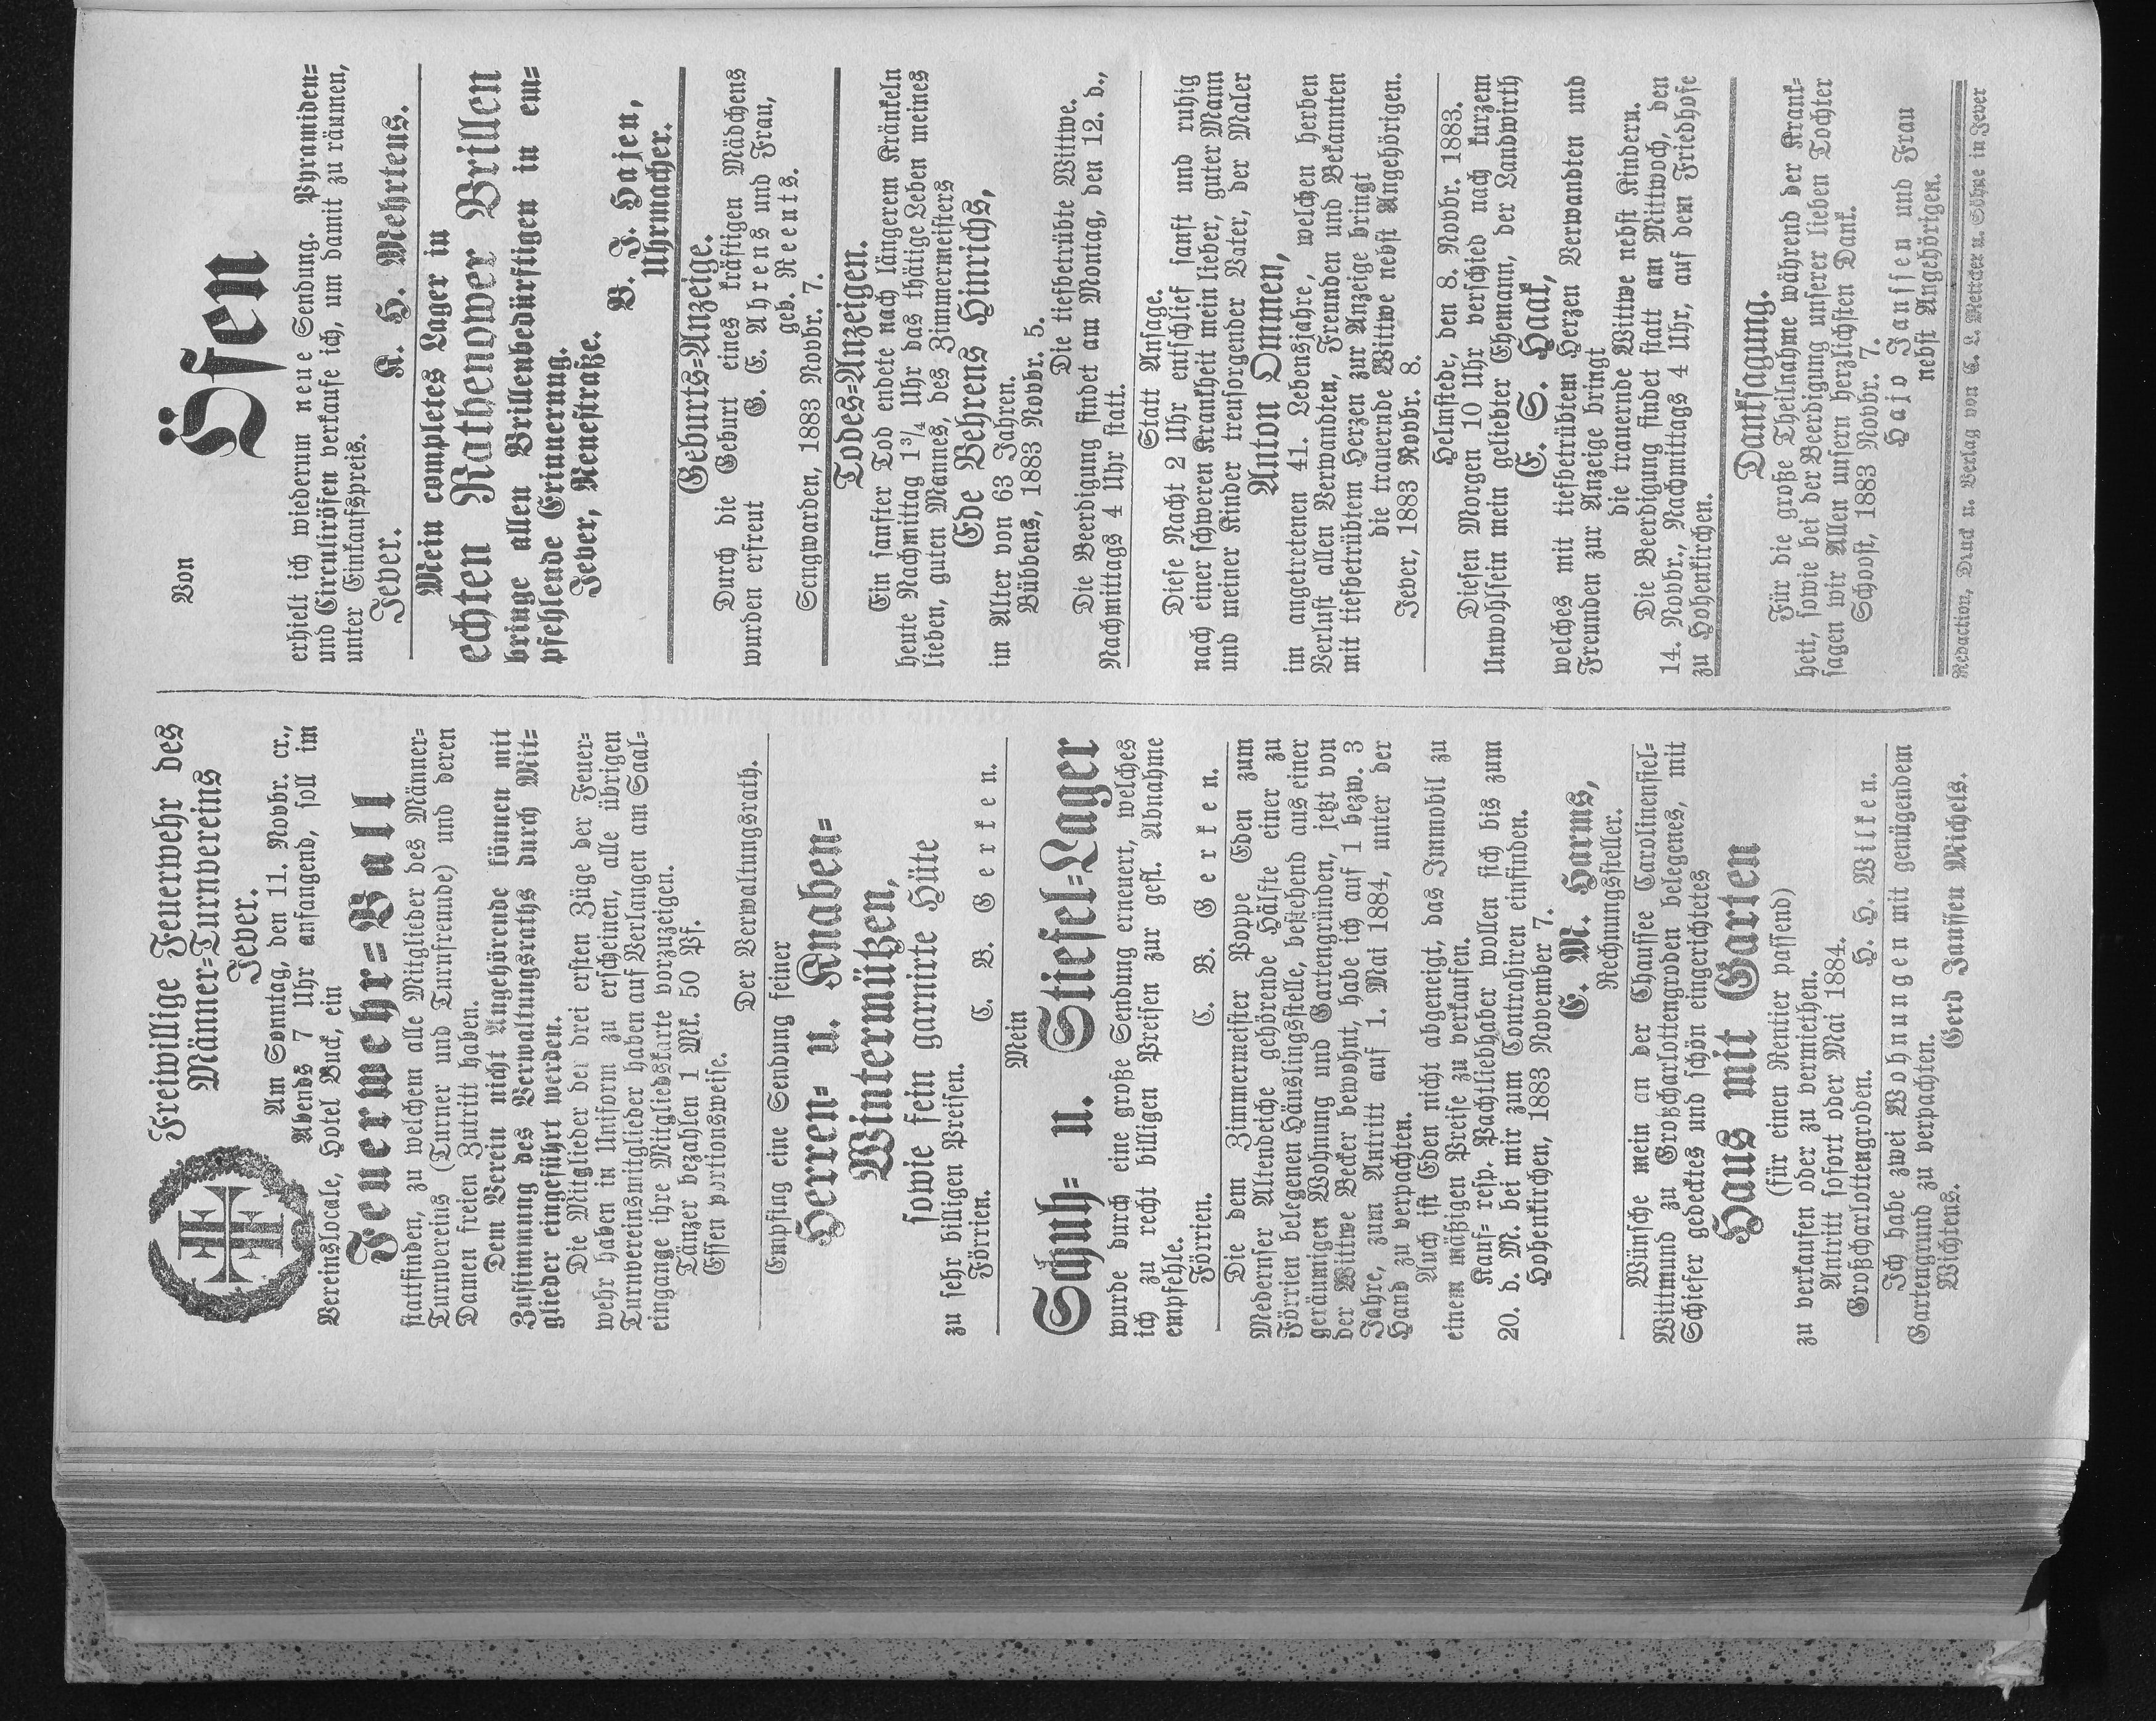 Freiwillige Feuerwehr des
Männer=Turnvereins
Jever.
Am Sonntag, den 11. Novbr. cr.,
Abends 7 Uhr anfangend, soll im
Vereinslocale, Hotel Buck, ein
Feuerwehr=Ball
stattfinden, zu welchem alle Mitglieder des Männer=
Turnvereins (Turner und Turnfreunde) und deren
Damen freien Zutritt haben.
Dem Verein nicht Angehörende können mit
Zustimmung des Verwaltungsraths durch Mit=
glieder eingeführt werden.
Die Mitglieder der drei ersten Züge der Feuer=
wehr haben in Uniform zu erscheinen, alle übrigen
Turnvereinsmitglieder haben auf Verlangen am Saal=
eingange ihre Mitgliedskarte vorzuzeigen.
Tänzer bezahlen 1 Mk. 50 Pf.
Essen portionsweise.
Der Verwaltungsrath.
Empfing eine Sendung feiner
Herren= u. Knaben=
Wintermützen,
sowie fein garnirte Hüte
zu sehr billigen Preisen.
Förrien. C. B. Gerken.
Mein
Schuh= u. Stiefel=Lager
wurde durch eine große Sendung erneuert, welches
ich zu recht billigen Preisen zur gefl. Abnahme
empfehle.
Förrien. C. B. Gerken.
Die dem Zimmermeister Poppe Eden zum
Mederser Altendeiche gehörende Hälfte einer zu
Förrien belegenen Häuslingsstelle, bestehend aus einer
geräumigen Wohnung und Gartengründen, jetzt von
der Wittwe Becker bewohnt, habe ich auf 1 bezw. 3
Jahre, zum Antritt auf 1. Mai 1884, unter der
Hand zu verpachten.
Auch ist Eden nicht abgeneigt, das Immobil zu
einem mäßigen Preise zu verkaufen.
Kauf= resp. Pachtliebhaber wollen sich bis zum
20. d. M. bei mir zum Contrahiren einfinden.
Hohenkirchen, 1883 November 7.
E. M. Harms,
Rechnungssteller.
Wünsche mein an der Chaussee Carolinensiel=
Wittmund zu Großcharlottengroden belegenes, mit
Schiefer gedecktes und schön eingerichtetes
Haus mit Garten
(für einen Rentier passend)
zu verkaufen oder zu vermiethen.
Antritt sofort oder Mai 1884.
Großcharlottengroden. H. H. Wilken.
Ich habe zwei Wohnungen mit genügendem
Gartengrund zu verpachten.
Wichtens. Gerd Janssen Michels.
Von
Öfen
erhielt ich wiederum neue Sendung. Pyramiden=
und Circuliröfen verkaufe ich, um damit zu räumen,
unter Einkaufspreis.
Jever. A. H. Mehrtens.
Mein completes Lager in
echten Rathenower Brillen
bringe allen Brillenbedürftigen in em=
pfehlende Erinnerung.
Jever, Neuestraße.
B. J. Hajen,
Uhrmacher.
Geburts=Anzeige.
Durch die Geburt eines kräftigen Mädchens
wurden erfreut G. E. Ahrens und Frau,
geb. Reents.
Sengwarden, 1883 Novbr. 7.
Todes=Anzeigen.
Ein sanfter Tod endete nach längerem Kränkeln
heute Nachmittag 1 3/4 Uhr das thätige Leben meines
lieben, guten Mannes, des Zimmermeisters
Ede Behrens Hinrichs,
im Alter von 63 Jahren.
Bübbens, 1883 Novbr. 5.
Die tiefbetrübte Wittwe.
Die Beerdigung findet am Montag, den 12. d.,
Nachmittags 4 Uhr statt.
Statt Ansage.
Diese Nacht 2 Uhr entschlief sanft und ruhig
nach einer schweren Krankheit mein lieber, guter Mann
und meiner Kinder treusorgender Vater, der Maler
Anton Ommen,
im angetretenen 41. Lebensjahre, welchen herben
Verlust allen Verwandten, Freunden und Bekannten
mit tiefbetrübtem Herzen zur Anzeige bringt
die trauernde Wittwe nebst Angehörigen.
Jever, 1883 Novbr. 8.
Helmstede, den 8. Novbr. 1883.
Diesen Morgen 10 Uhr verschied nach kurzem
Unwohlsein mein geliebter Ehemann, der Landwirth
E. S. Haak,
welches mit tiefbetrübtem Herzen Verwandten und
Freunden zur Anzeige bringt
die trauernde Wittwe nebst Kindern.
Die Beerdigung findet statt am Mittwoch, den
14. Novbr., Nachmittags 4 Uhr, auf dem Friedhofe
zu Hohenkirchen.
Danksagung.
Für die große Theilnahme während der Krank=
heit, sowie bei der Beerdigung unserer lieben Tochter
sagen wir Allen unsern herzlichsten Dank.
Schoost, 1883 Novbr. 7.
Hajo Janssen und Frau
nebst Angehörigen.
Redaction, Druck u. Verlag von C. L. Mettcker u. Söhne in Jever